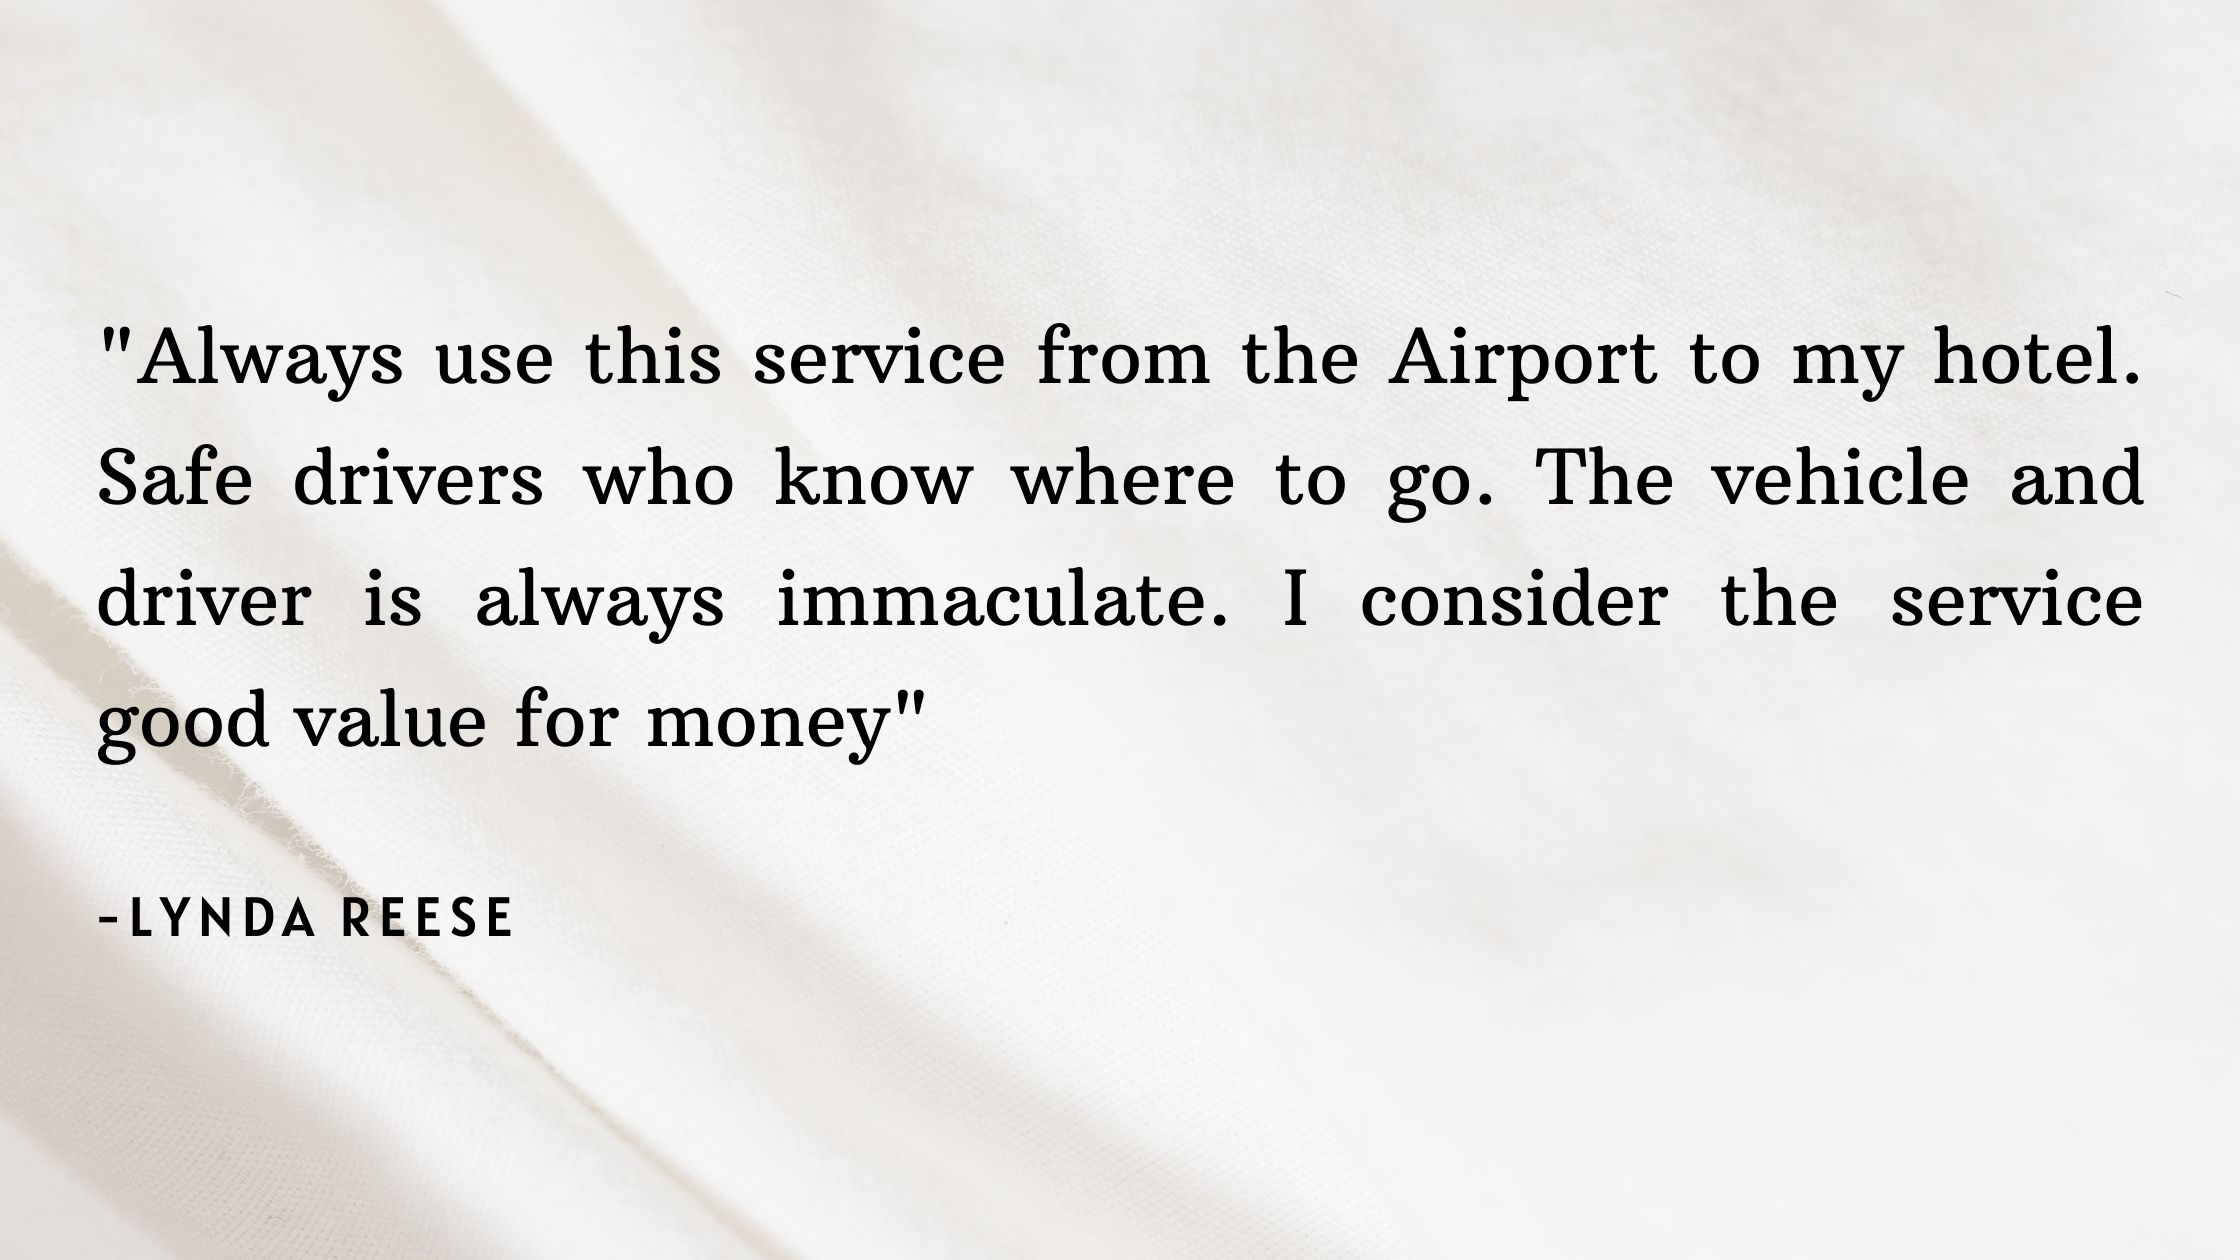 "Always use this service from the Airport to my hotel.
Safe drivers who know where to go. The vehicle and
driver is always immaculate. I consider the service
good value for money"
-LYNDA REESE